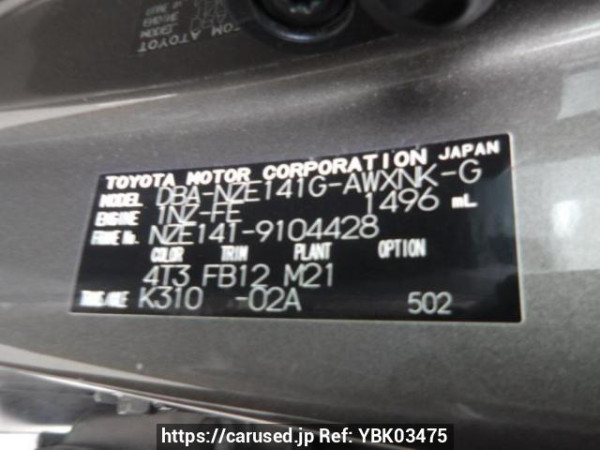 TOYOTA MOTOR CORPORATION JAPAN
MODEL DBA-NZE141G-AWXNK-G
ENGINE 1NZ-FE 1496 mL
FRAME No. NZE141-9104428
COLOR TRIM PLANT OPTION
4T3 FB12 M21
TRANS/AXLE K310 -02A 502
https://carused.jp Ref: YBK03475